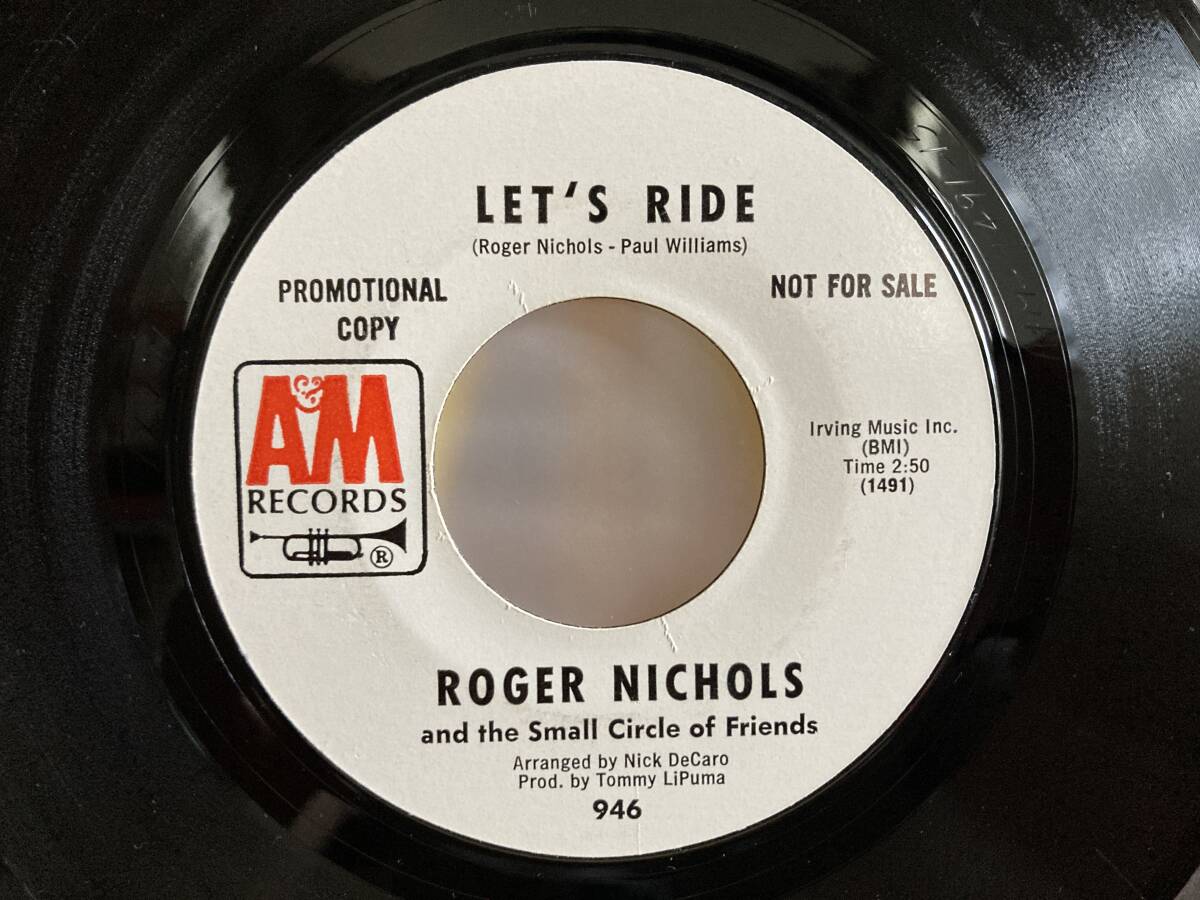 LET'S RIDE
(Roger Nichols - Paul Williams)
PROMOTIONAL
COPY
NOT FOR SALE
A&M
RECORDS
®
Irving Music Inc.
(BMI)
Time 2:50
(1491)
ROGER NICHOLS
and the Small Circle of Friends
Arranged by Nick DeCaro
Prod. by Tommy LiPuma
946